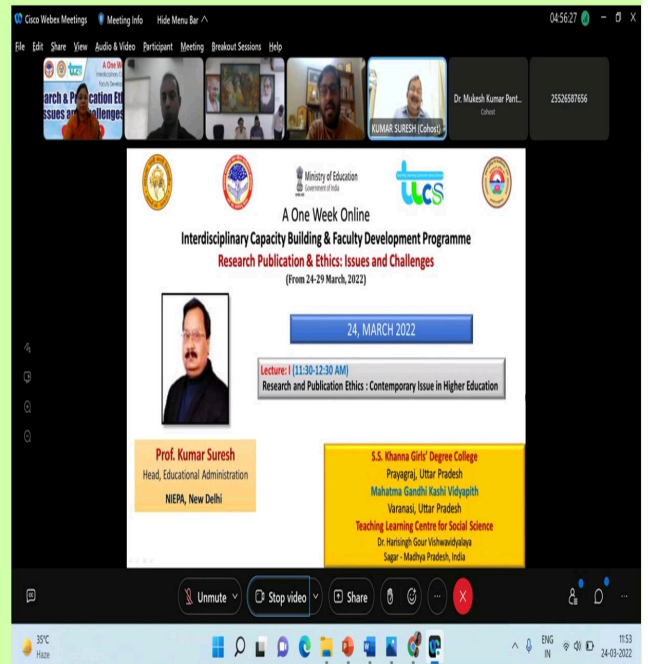 Cisco Webex Meetings Meeting Info Hide Menu Bar
04:56:27
File Edit Share View Audio & Video Participant Meeting Breakout Sessions Help
KUMAR SURESH (Cohost)
Dr. Mukesh Kumar Pant...
Cohost
25526587656
Ministry of Education
Government of India
A One Week Online
Interdisciplinary Capacity Building & Faculty Development Programme
Research Publication & Ethics: Issues and Challenges
(From 24-29 March, 2022)
24, MARCH 2022
Lecture: I (11:30-12:30 AM)
Research and Publication Ethics : Contemporary Issue in Higher Education
Prof. Kumar Suresh
Head, Educational Administration
NIEPA, New Delhi
S.S. Khanna Girls' Degree College
Prayagraj, Uttar Pradesh
Mahatma Gandhi Kashi Vidyapith
Varanasi, Uttar Pradesh
Teaching Learning Centre for Social Science
Dr. Harisingh Gour Vishwavidyalaya
Sagar - Madhya Pradesh, India
Unmute Stop video Share
35°C
Haze
ENG
IN
11:53
24-03-2022